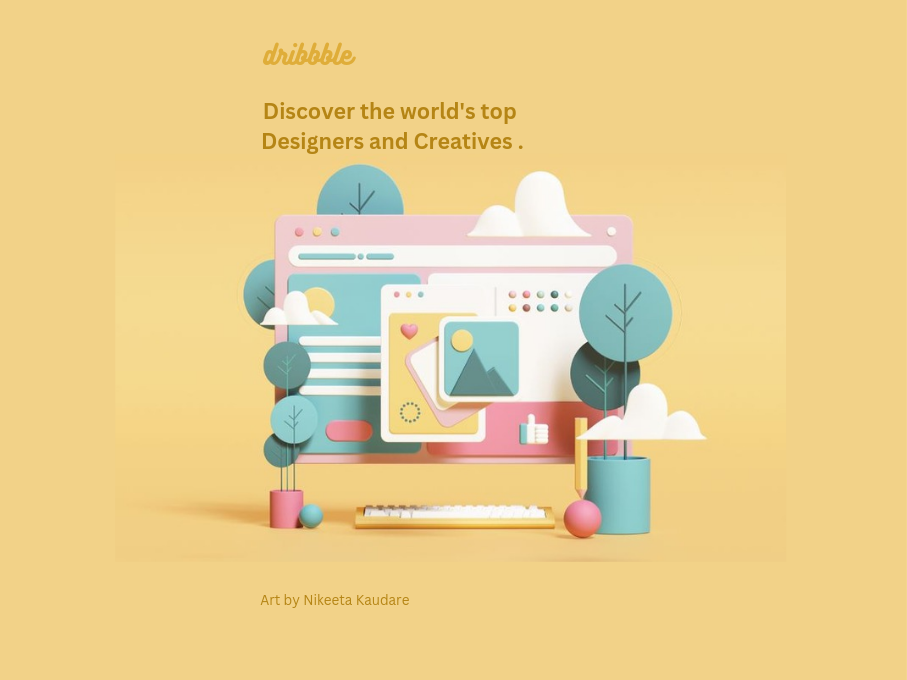 dribbble
Discover the world's top
Designers and Creatives .
Art by Nikeeta Kaudare